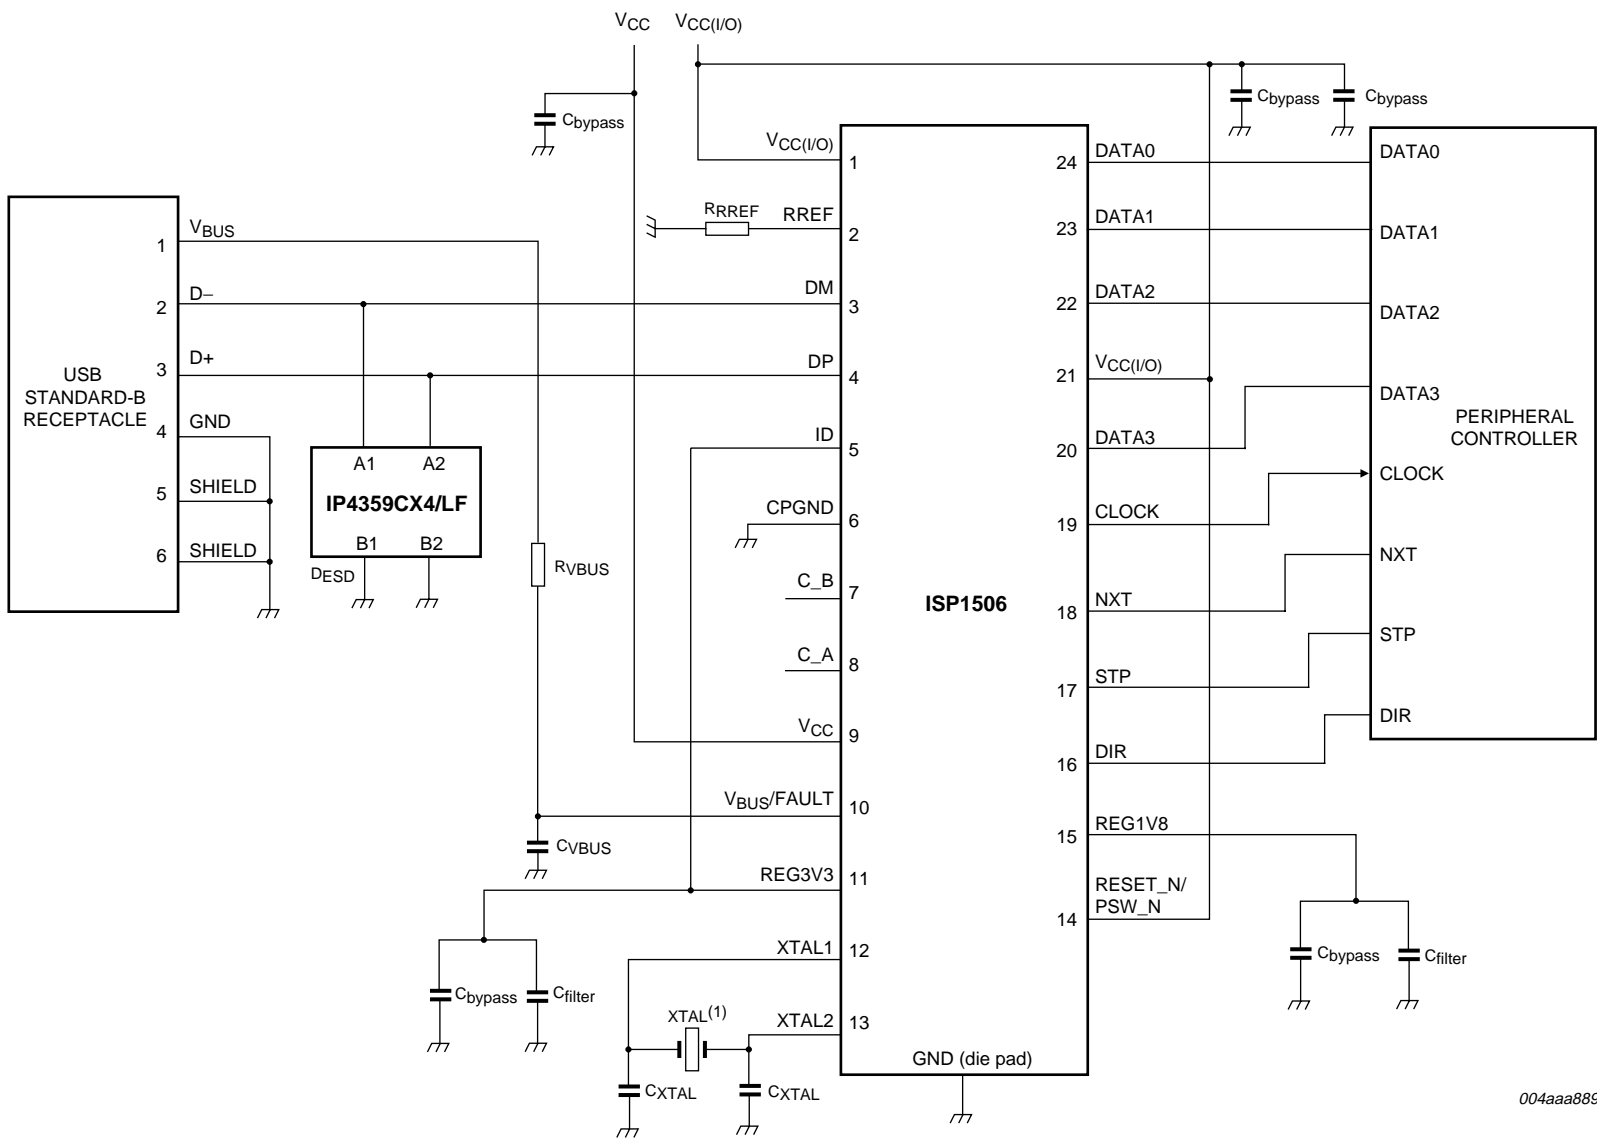 VCC
VCC(I/O)
Cbypass
Cbypass
Cbypass
USB
STANDARD-B
RECEPTACLE
1
VBUS
2
D−
3
D+
4
GND
5
SHIELD
6
SHIELD
A1
A2
IP4359CX4/LF
B1
B2
DESD
RVBUS
CVBUS
RRREF
ISP1506
VCC(I/O)
1
RREF
2
DM
3
DP
4
ID
5
CPGND
6
C_B
7
C_A
8
VCC
9
VBUS/FAULT
10
REG3V3
11
XTAL1
12
XTAL2
13
GND (die pad)
24
DATA0
23
DATA1
22
DATA2
21
VCC(I/O)
20
DATA3
19
CLOCK
18
NXT
17
STP
16
DIR
15
REG1V8
14
RESET_N/
PSW_N
DATA0
DATA1
DATA2
DATA3
CLOCK
NXT
STP
DIR
PERIPHERAL
CONTROLLER
Cbypass
Cfilter
XTAL(1)
CXTAL
CXTAL
Cbypass
Cfilter
004aaa889